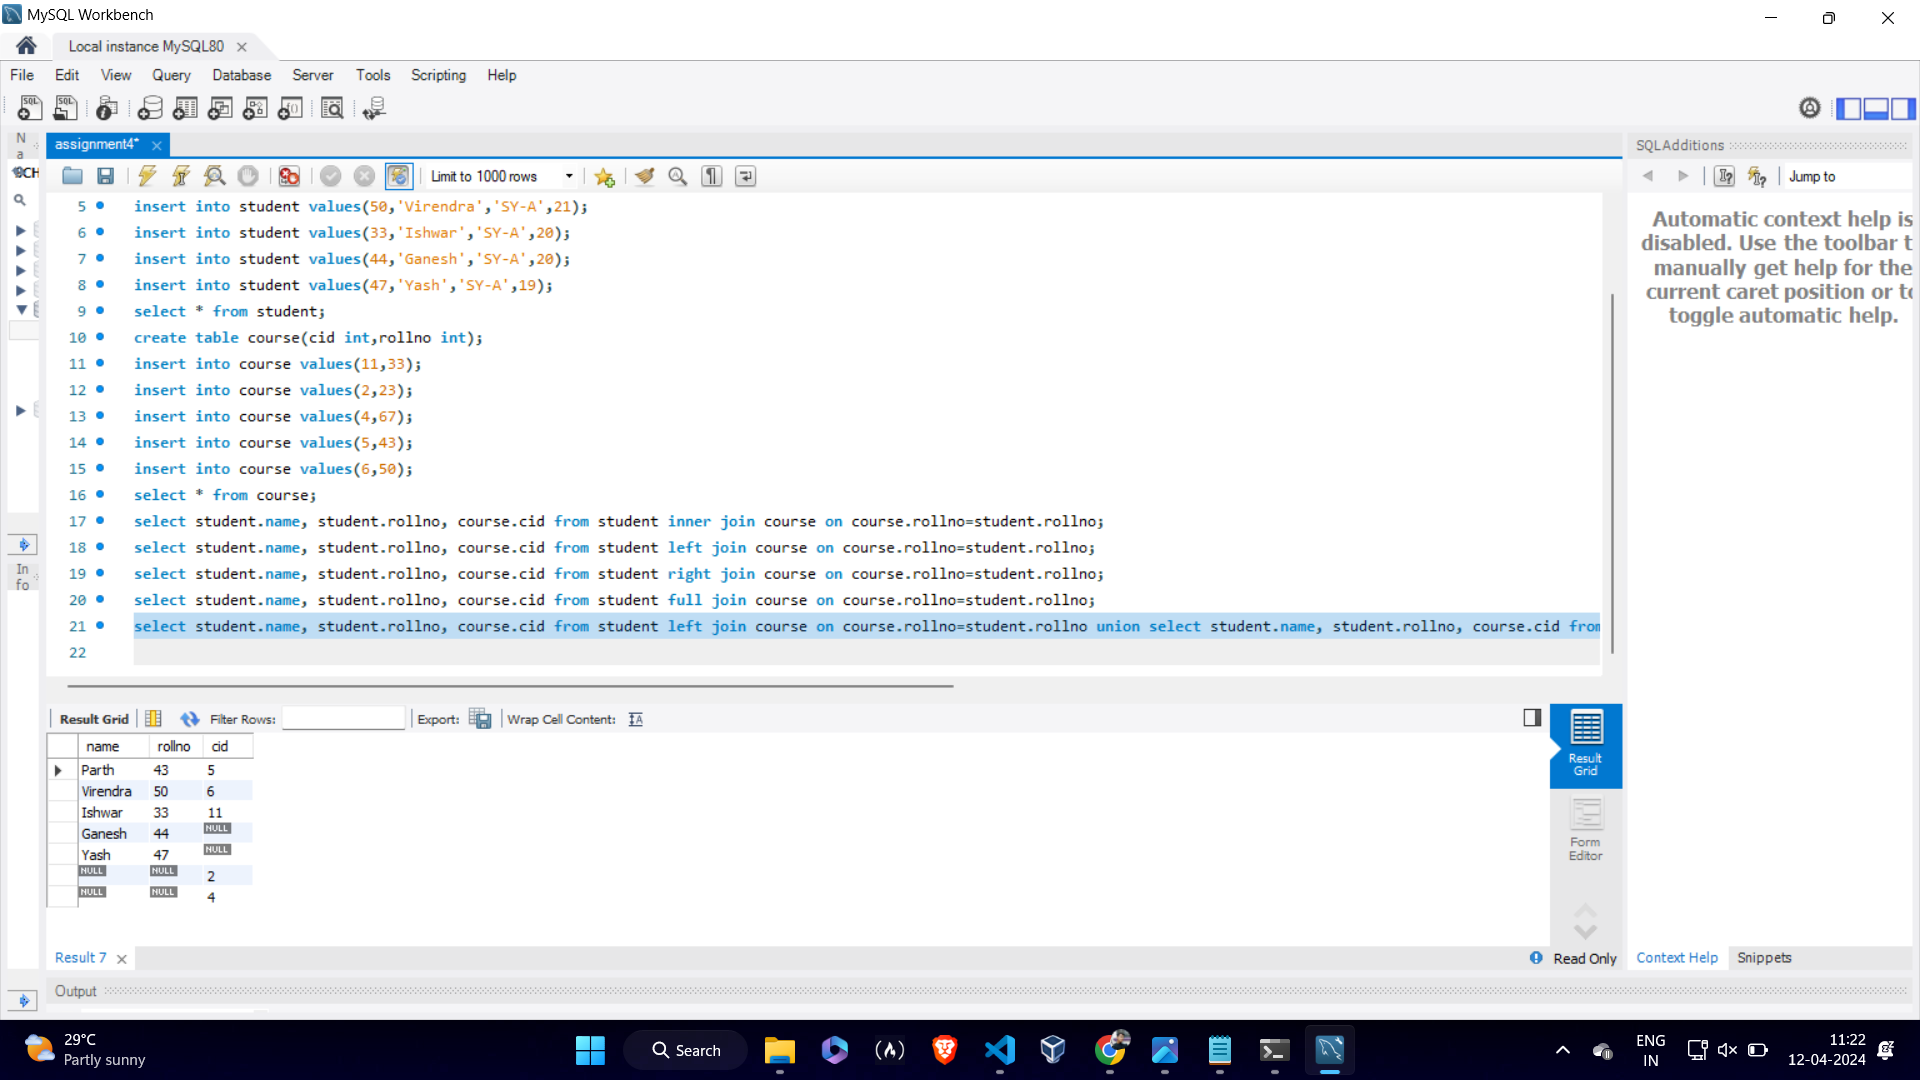 MySQL Workbench
Local instance MySQL80
File Edit View Query Database Server Tools Scripting Help
assignment4*
SQLAdditions
Limit to 1000 rows
Jump to
5 insert into student values(50,'Virendra','SY-A',21);
6 insert into student values(33,'Ishwar','SY-A',20);
7 insert into student values(44,'Ganesh','SY-A',20);
8 insert into student values(47,'Yash','SY-A',19);
9 select * from student;
10 create table course(cid int,rollno int);
11 insert into course values(11,33);
12 insert into course values(2,23);
13 insert into course values(4,67);
14 insert into course values(5,43);
15 insert into course values(6,50);
16 select * from course;
17 select student.name, student.rollno, course.cid from student inner join course on course.rollno=student.rollno;
18 select student.name, student.rollno, course.cid from student left join course on course.rollno=student.rollno;
19 select student.name, student.rollno, course.cid from student right join course on course.rollno=student.rollno;
20 select student.name, student.rollno, course.cid from student full join course on course.rollno=student.rollno;
21 select student.name, student.rollno, course.cid from student left join course on course.rollno=student.rollno union select student.name, student.rollno, course.cid from
22
Automatic context help is
disabled. Use the toolbar t
manually get help for the
current caret position or to
toggle automatic help.
Na
SCH
Info
Result Grid Filter Rows: Export: Wrap Cell Content:
name rollno cid
Parth 43 5
Virendra 50 6
Ishwar 33 11
Ganesh 44 NULL
Yash 47 NULL
NULL NULL 2
NULL NULL 4
Result
Grid
Form
Editor
Result 7
Read Only
Context Help Snippets
Output
29°C
Partly sunny
Search
ENG
IN
11:22
12-04-2024